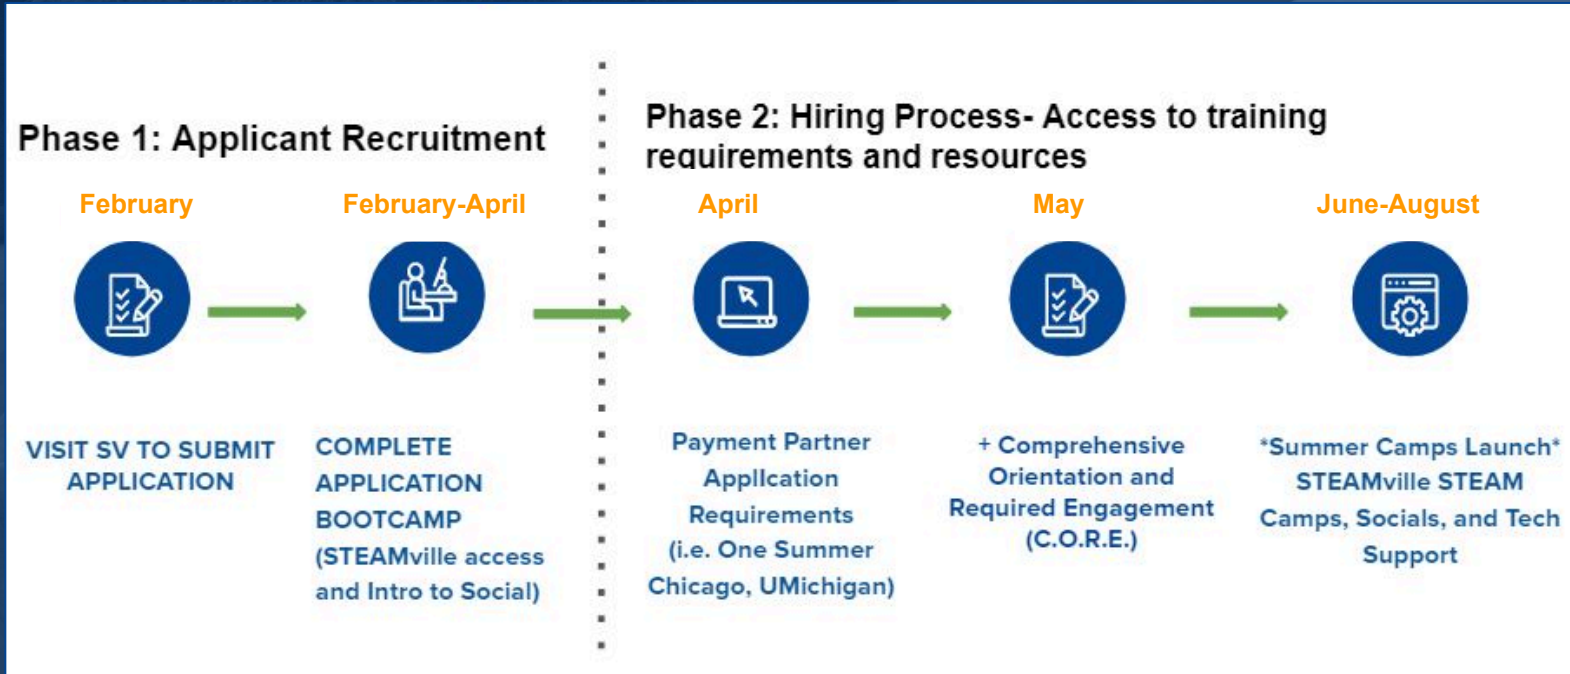 Phase 1: Applicant Recruitment
Phase 2: Hiring Process- Access to training
requirements and resources
February
February-April
April
May
June-August
VISIT SV TO SUBMIT
APPLICATION
COMPLETE
APPLICATION
BOOTCAMP
(STEAMville access
and Intro to Social)
Payment Partner
Application
Requirements
(i.e. One Summer
Chicago, UMichigan)
+ Comprehensive
Orientation and
Required Engagement
(C.O.R.E.)
*Summer Camps Launch*
STEAMville STEAM
Camps, Socials, and Tech
Support